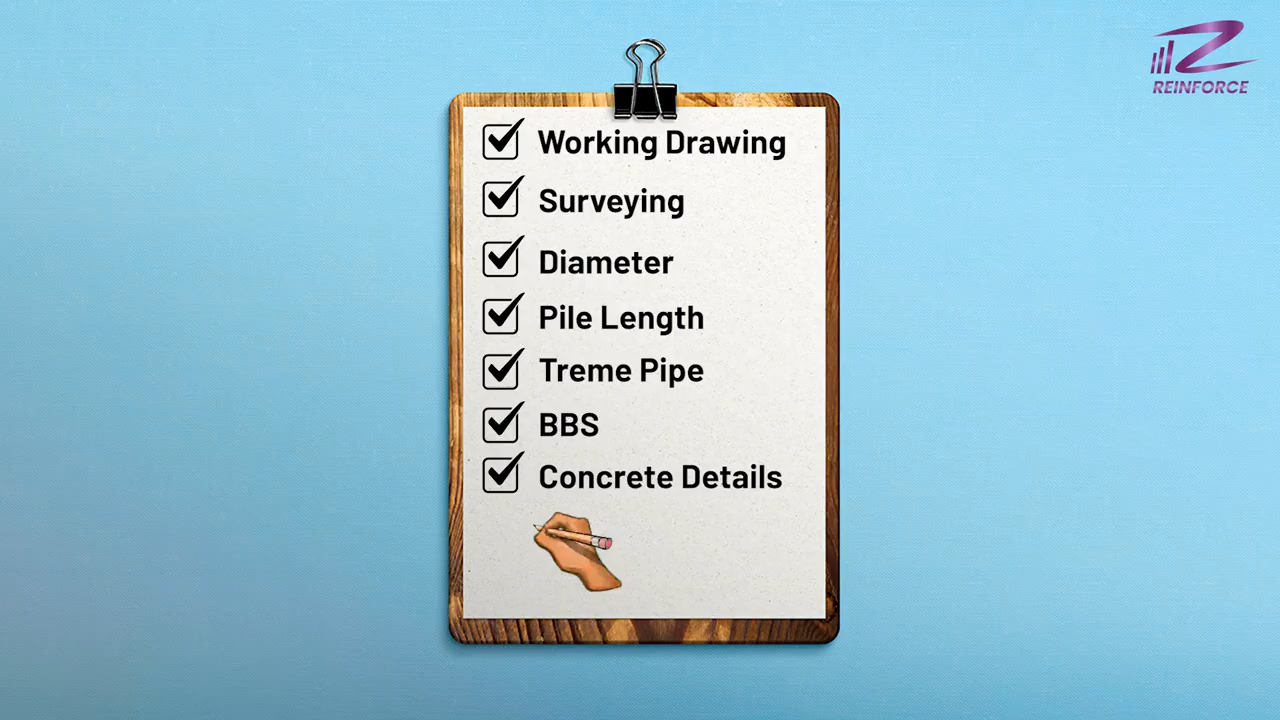 REINFORCE
Working Drawing
Surveying
Diameter
Pile Length
Treme Pipe
BBS
Concrete Details